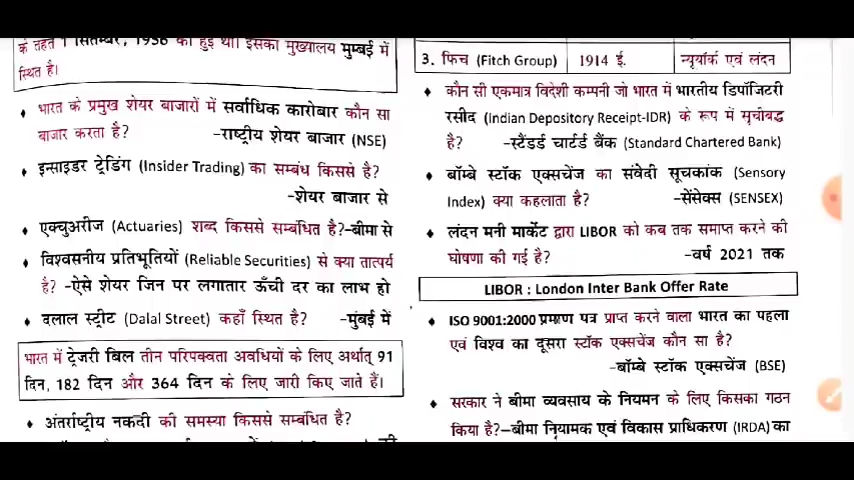 के तहत 1 सितम्बर, 1956 को हुई थी। इसका मुख्यालय मुम्बई में
स्थित है।
♦ भारत के प्रमुख शेयर बाजारों में सर्वाधिक कारोबार कौन सा
बाजार करता है? –राष्ट्रीय शेयर बाजार (NSE)
♦ इन्साइडर ट्रेडिंग (Insider Trading) का सम्बंध किससे है?
–शेयर बाजार से
♦ एक्चुअरीज (Actuaries) शब्द किससे सम्बंधित है?–बीमा से
♦ विश्वसनीय प्रतिभूतियों (Reliable Securities) से क्या तात्पर्य
है? –ऐसे शेयर जिन पर लगातार ऊँची दर का लाभ हो
♦ दलाल स्ट्रीट (Dalal Street) कहाँ स्थित है? –मुंबई में
भारत में ट्रेजरी बिल तीन परिपक्वता अवधियों के लिए अर्थात् 91
दिन, 182 दिन और 364 दिन के लिए जारी किए जाते हैं।
♦ अंतर्राष्ट्रीय नकदी की समस्या किससे सम्बंधित है?
3. फिच (Fitch Group) 1914 ई. न्यूयॉर्क एवं लंदन
♦ कौन सी एकमात्र विदेशी कम्पनी जो भारत में भारतीय डिपॉजिटरी
रसीद (Indian Depository Receipt-IDR) के रूप में सूचीबद्ध
है? –स्टैंडर्ड चार्टर्ड बैंक (Standard Chartered Bank)
♦ बॉम्बे स्टॉक एक्सचेंज का संवेदी सूचकांक (Sensory
Index) क्या कहलाता है? –सेंसेक्स (SENSEX)
♦ लंदन मनी मार्केट द्वारा LIBOR को कब तक समाप्त करने की
घोषणा की गई है? –वर्ष 2021 तक
LIBOR : London Inter Bank Offer Rate
♦ ISO 9001:2000 प्रमाण पत्र प्राप्त करने वाला भारत का पहला
एवं विश्व का दूसरा स्टॉक एक्सचेंज कौन सा है?
–बॉम्बे स्टॉक एक्सचेंज (BSE)
♦ सरकार ने बीमा व्यवसाय के नियमन के लिए किसका गठन
किया है?–बीमा नियामक एवं विकास प्राधिकरण (IRDA) का